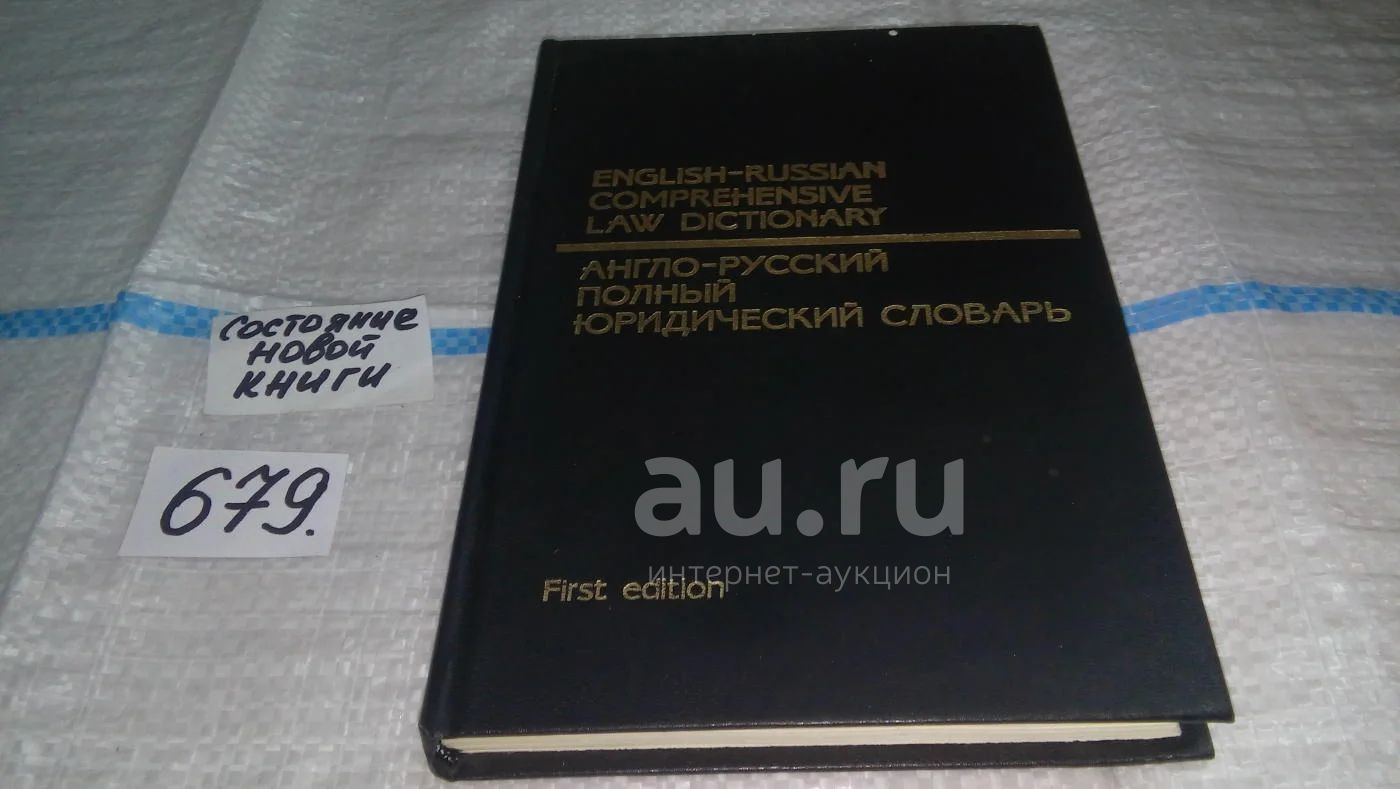 ENGLISH-RUSSIAN
COMPREHENSIVE
LAW DICTIONARY
АНГЛО-РУССКИЙ
ПОЛНЫЙ
ЮРИДИЧЕСКИЙ СЛОВАРЬ
состояние
новой
книги
679.
au.ru
интернет-аукцион
First edition